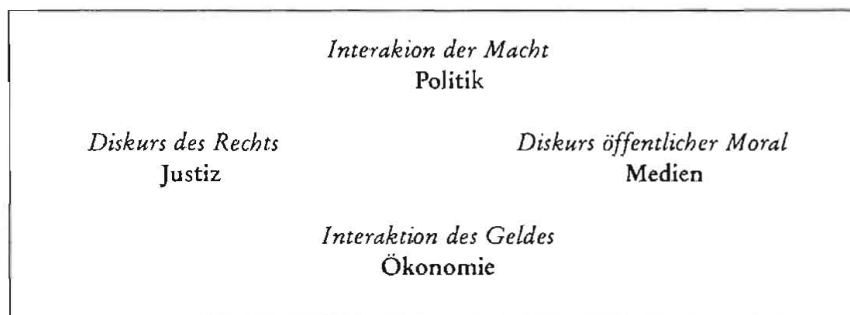 Interakion der Macht
Politik
Diskurs des Rechts
Diskurs öffentlicher Moral
Justiz
Medien
Interaktion des Geldes
Ökonomie